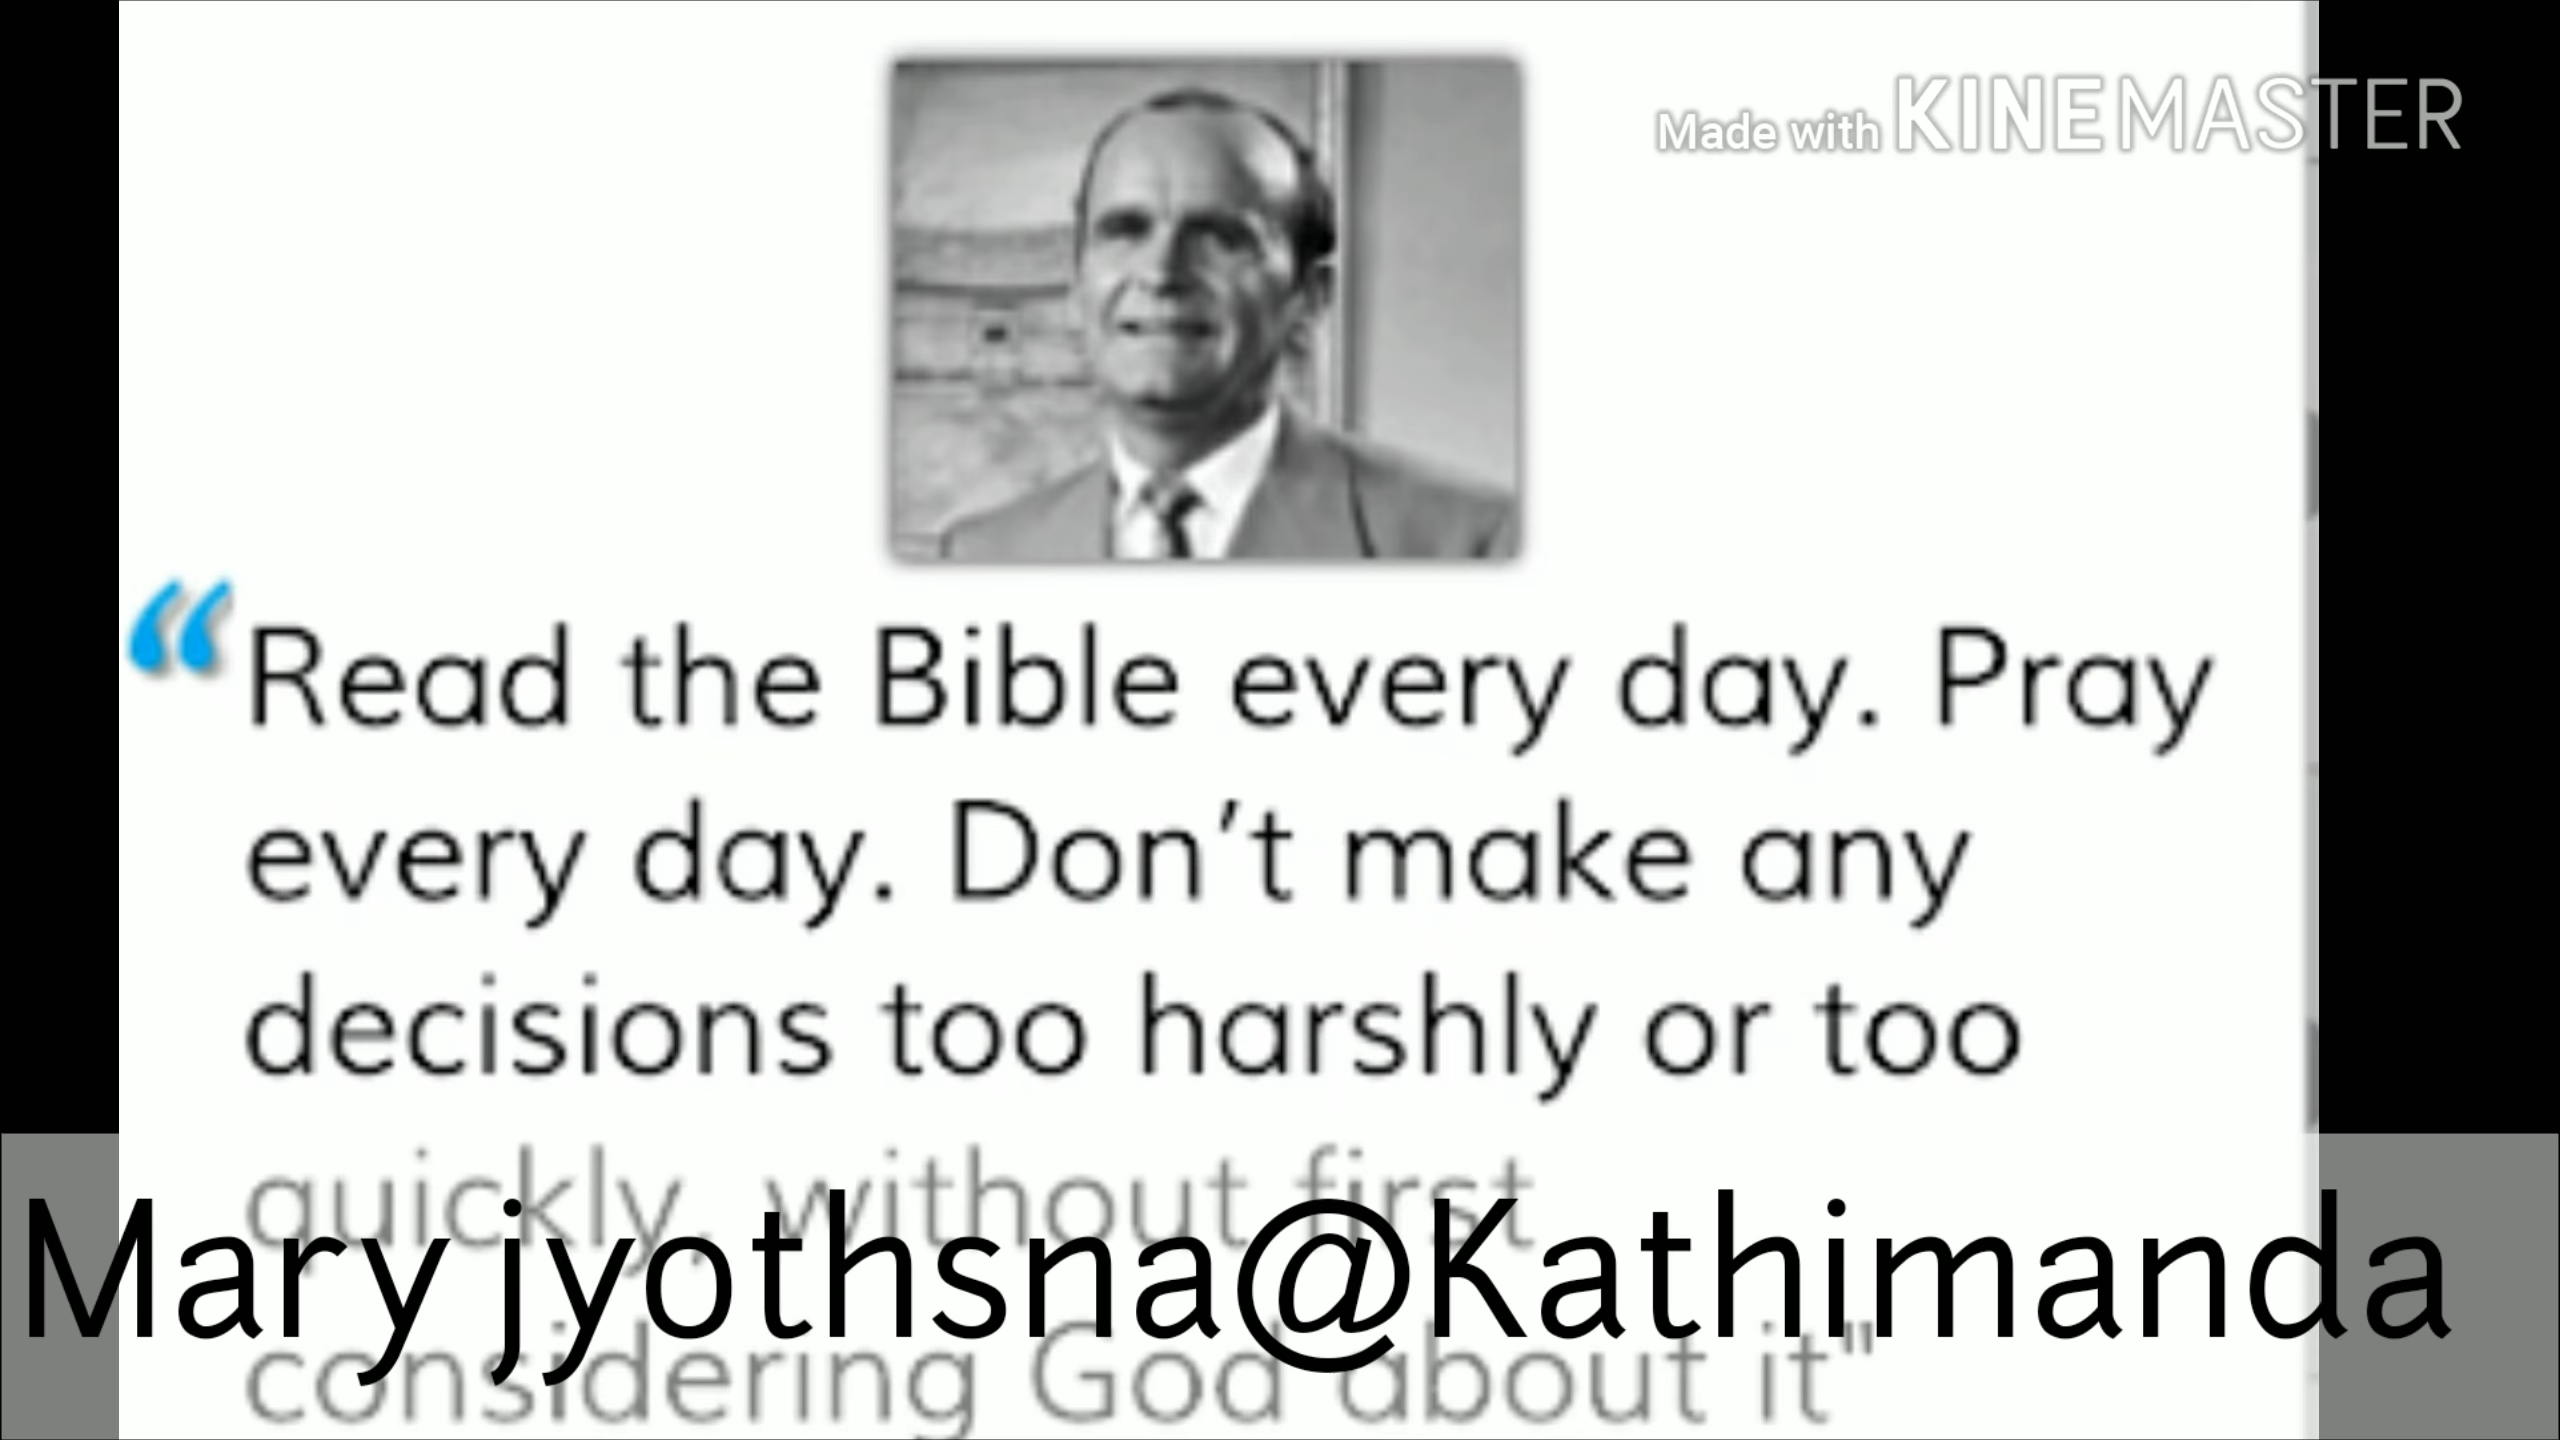 Made with KINEMASTER
“Read the Bible every day. Pray
every day. Don’t make any
decisions too harshly or too
quickly, without first
Mary jyothsna@Kathimanda
considering God about it"